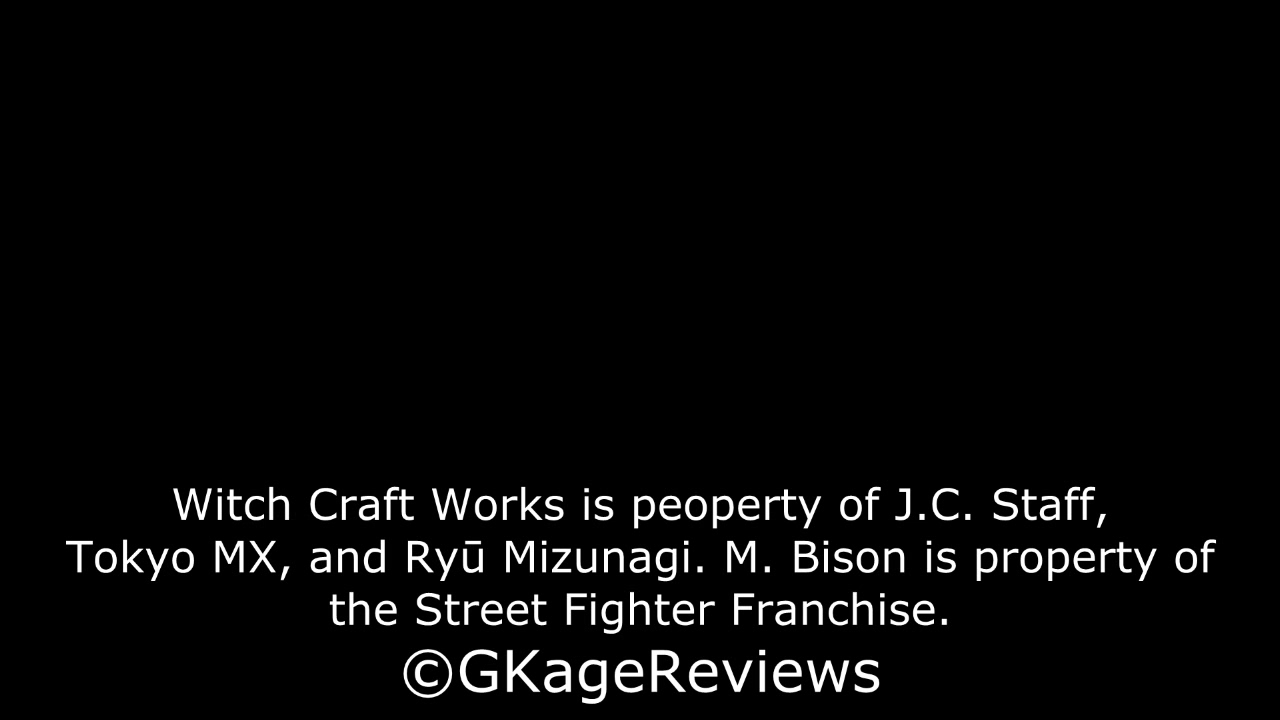 Witch Craft Works is peoperty of J.C. Staff,
Tokyo MX, and Ryū Mizunagi. M. Bison is property of
the Street Fighter Franchise.
©GKageReviews